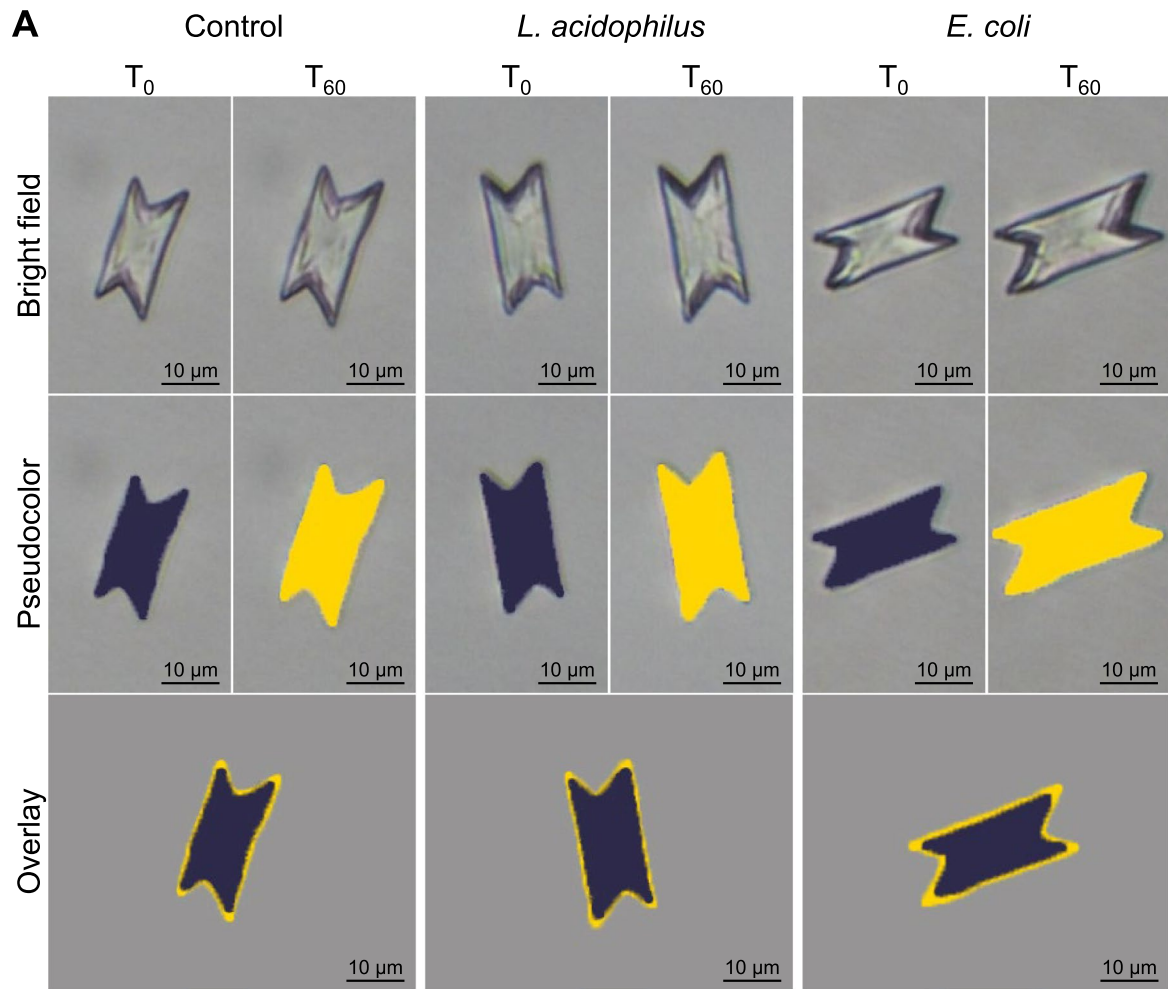 A
Control L. acidophilus E. coli
T₀ T₆₀ T₀ T₆₀ T₀ T₆₀
Bright field
10 µm 10 µm 10 µm 10 µm 10 µm 10 µm
Pseudocolor
10 µm 10 µm 10 µm 10 µm 10 µm 10 µm
Overlay
10 µm 10 µm 10 µm